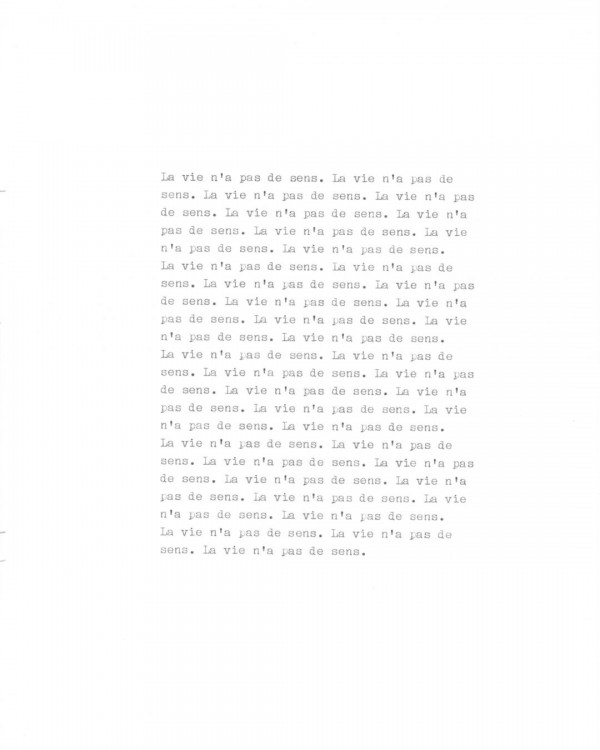 La vie n'a pas de sens. La vie n'a pas de
sens. La vie n'a pas de sens. La vie n'a pas
de sens. La vie n'a pas de sens. La vie n'a
pas de sens. La vie n'a pas de sens. La vie
n'a pas de sens. La vie n'a pas de sens.
La vie n'a pas de sens. La vie n'a pas de
sens. La vie n'a pas de sens. La vie n'a pas
de sens. La vie n'a pas de sens. La vie n'a
pas de sens. La vie n'a pas de sens. La vie
n'a pas de sens. La vie n'a pas de sens.
La vie n'a pas de sens. La vie n'a pas de
sens. La vie n'a pas de sens. La vie n'a pas
de sens. La vie n'a pas de sens. La vie n'a
pas de sens. La vie n'a pas de sens. La vie
n'a pas de sens. La vie n'a pas de sens.
La vie n'a pas de sens. La vie n'a pas de
sens. La vie n'a pas de sens. La vie n'a pas
de sens. La vie n'a pas de sens. La vie n'a
pas de sens. La vie n'a pas de sens. La vie
n'a pas de sens. La vie n'a pas de sens.
La vie n'a pas de sens. La vie n'a pas de
sens. La vie n'a pas de sens.